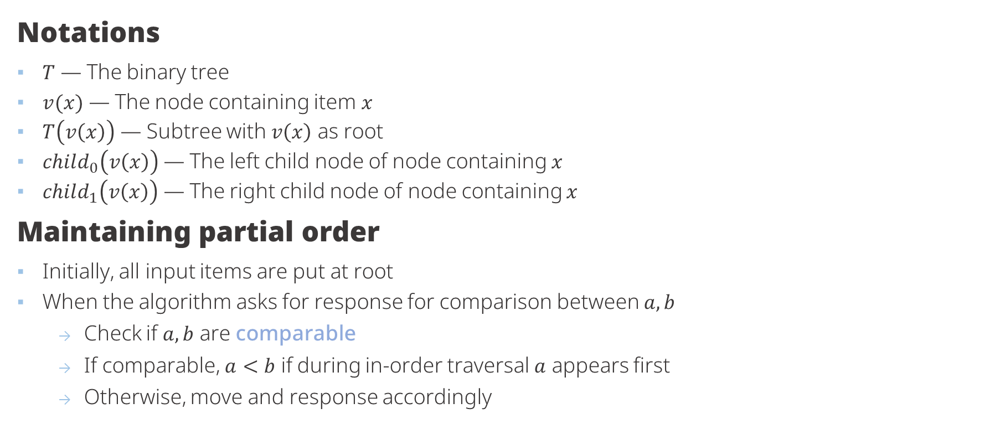 Notations
▪ T — The binary tree
▪ v(x) — The node containing item x
▪ T(v(x)) — Subtree with v(x) as root
▪ child₀(v(x)) — The left child node of node containing x
▪ child₁(v(x)) — The right child node of node containing x
Maintaining partial order
▪ Initially, all input items are put at root
▪ When the algorithm asks for response for comparison between a, b
→ Check if a, b are comparable
→ If comparable, a < b if during in-order traversal a appears first
→ Otherwise, move and response accordingly